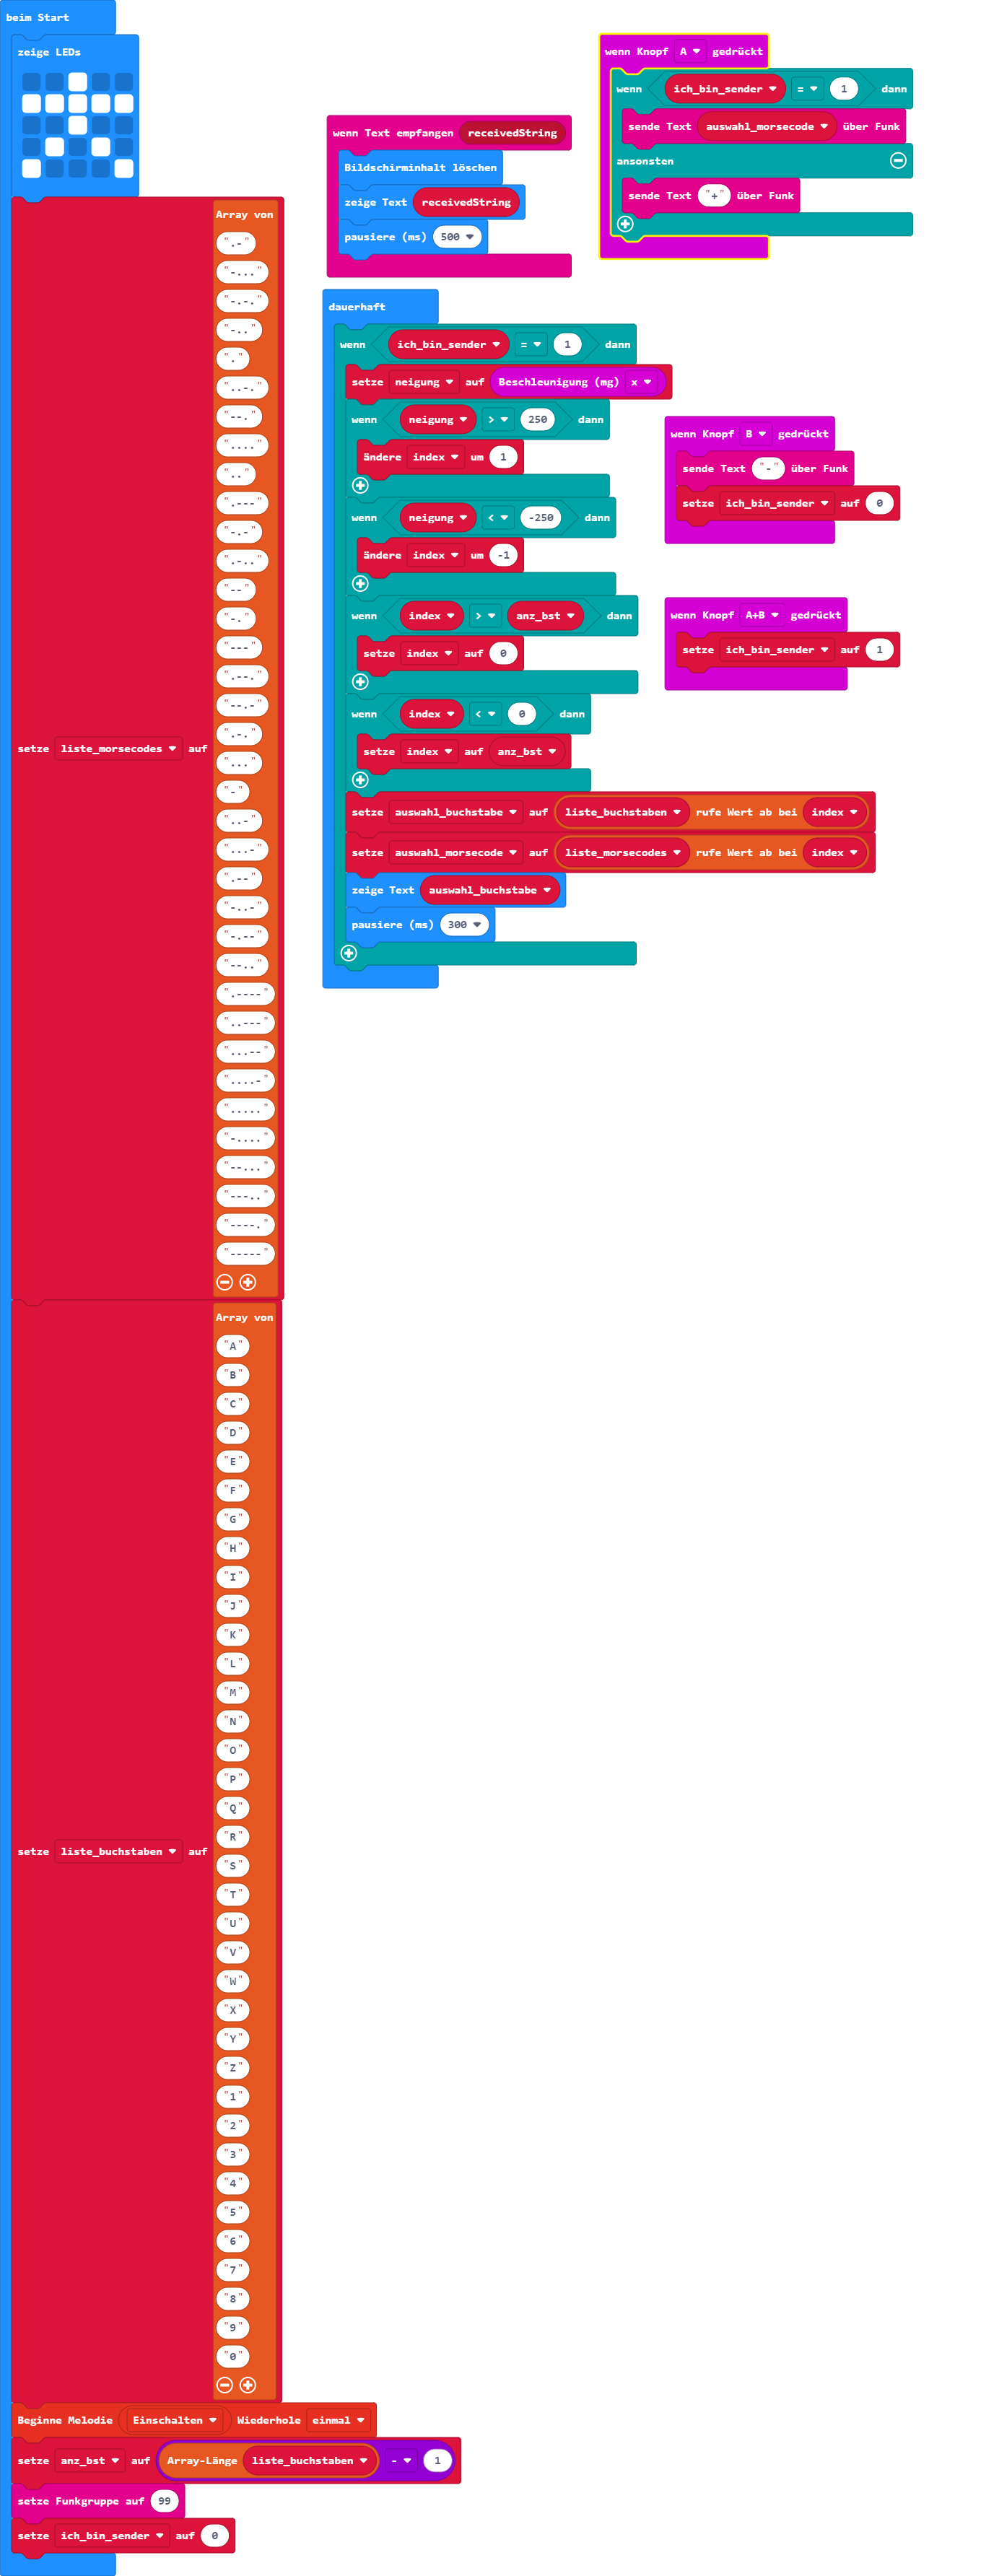 beim Start
zeige LEDs
setze liste_morsecodes auf
Array von
".-"
"-..."
"-.-."
"-.."
"."
"..-."
"--."
"...."
".."
".---"
"-.-"
".-.."
"--"
"-."
"---"
".--."
"--.-"
".-."
"..."
"-"
"..-"
"...-"
".--"
"-..-"
"-.--"
"--.."
".----"
"..---"
"...--"
"....-"
"....."
"-...."
"--..."
"---.."
"----."
"-----"
setze liste_buchstaben auf
Array von
"A"
"B"
"C"
"D"
"E"
"F"
"G"
"H"
"I"
"J"
"K"
"L"
"M"
"N"
"O"
"P"
"Q"
"R"
"S"
"T"
"U"
"V"
"W"
"X"
"Y"
"Z"
"1"
"2"
"3"
"4"
"5"
"6"
"7"
"8"
"9"
"0"
Beginne Melodie Einschalten Wiederhole einmal
setze anz_bst auf Array-Länge liste_buchstaben - 1
setze Funkgruppe auf 99
setze ich_bin_sender auf 0
wenn Text empfangen receivedString
Bildschirminhalt löschen
zeige Text receivedString
pausiere (ms) 500
wenn Knopf A gedrückt
wenn ich_bin_sender = 1 dann
sende Text auswahl_morsecode über Funk
ansonsten
sende Text "+" über Funk
dauerhaft
wenn ich_bin_sender = 1 dann
setze neigung auf Beschleunigung (mg) x
wenn neigung > 250 dann
ändere index um 1
wenn neigung < -250 dann
ändere index um -1
wenn index > anz_bst dann
setze index auf 0
wenn index < 0 dann
setze index auf anz_bst
setze auswahl_buchstabe auf liste_buchstaben rufe Wert ab bei index
setze auswahl_morsecode auf liste_morsecodes rufe Wert ab bei index
zeige Text auswahl_buchstabe
pausiere (ms) 300
wenn Knopf B gedrückt
sende Text "-" über Funk
setze ich_bin_sender auf 0
wenn Knopf A+B gedrückt
setze ich_bin_sender auf 1